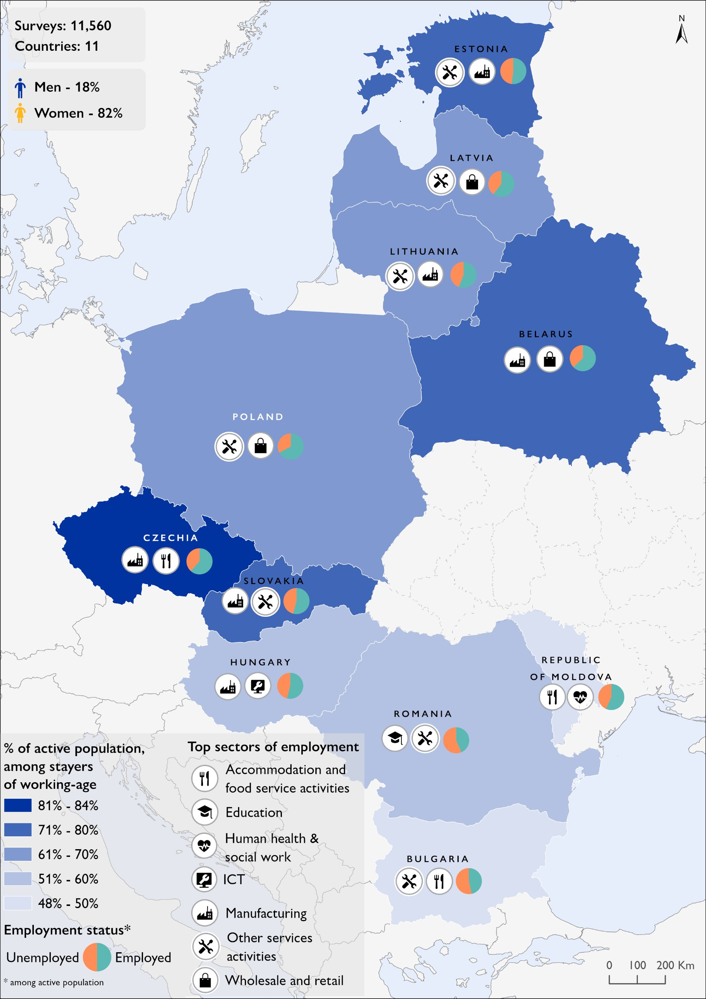 Surveys: 11,560
Countries: 11
Men - 18%
Women - 82%
N
ESTONIA
LATVIA
LITHUANIA
BELARUS
POLAND
CZECHIA
SLOVAKIA
HUNGARY
REPUBLIC
OF MOLDOVA
ROMANIA
BULGARIA
% of active population,
among stayers
of working-age
81% - 84%
71% - 80%
61% - 70%
51% - 60%
48% - 50%
Employment status*
Unemployed
Employed
* among active population
Top sectors of employment
Accommodation and
food service activities
Education
Human health &
social work
ICT
Manufacturing
Other services
activities
Wholesale and retail
0 100 200 Km